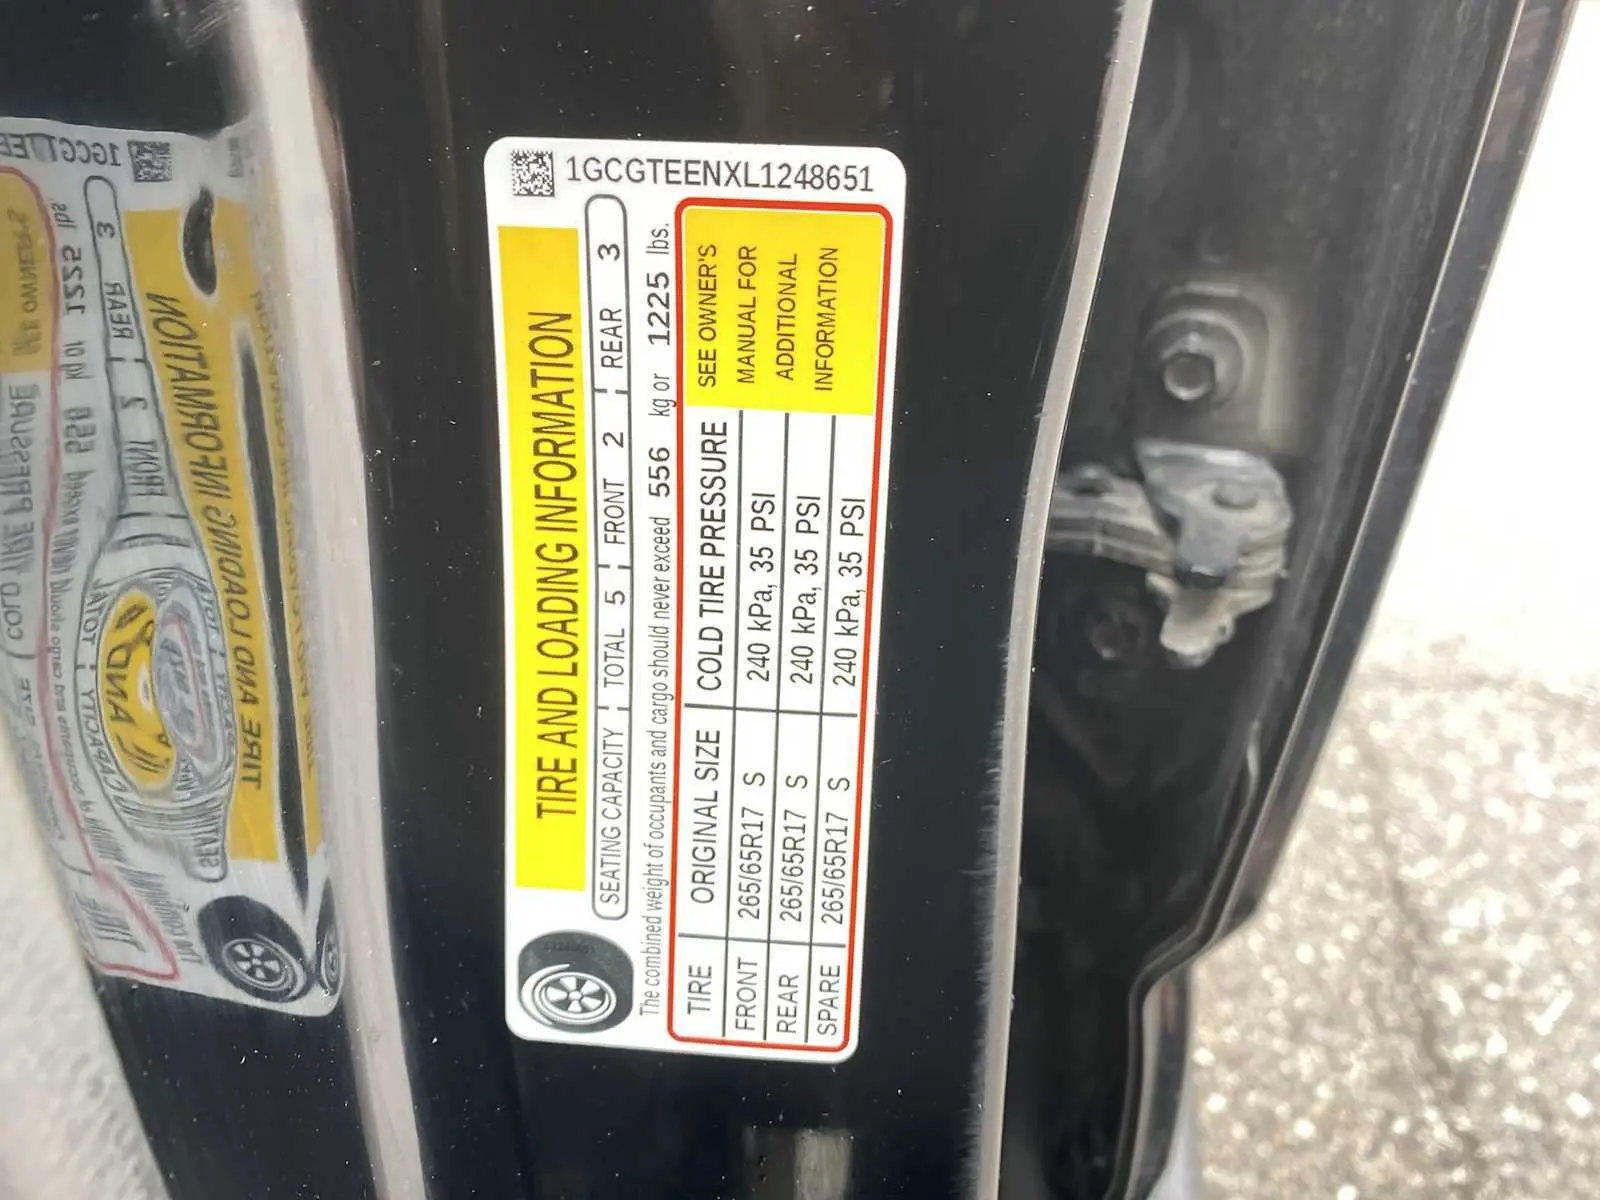 1GCGTEENXL1248651
TIRE AND LOADING INFORMATION
SEATING CAPACITY TOTAL 5 FRONT 2 REAR 3
The combined weight of occupants and cargo should never exceed 556 kg or 1225 lbs.
TIRE ORIGINAL SIZE COLD TIRE PRESSURE
FRONT 265/65R17 S 240 kPa, 35 PSI
REAR 265/65R17 S 240 kPa, 35 PSI
SPARE 265/65R17 S 240 kPa, 35 PSI
SEE OWNER'S
MANUAL FOR
ADDITIONAL
INFORMATION